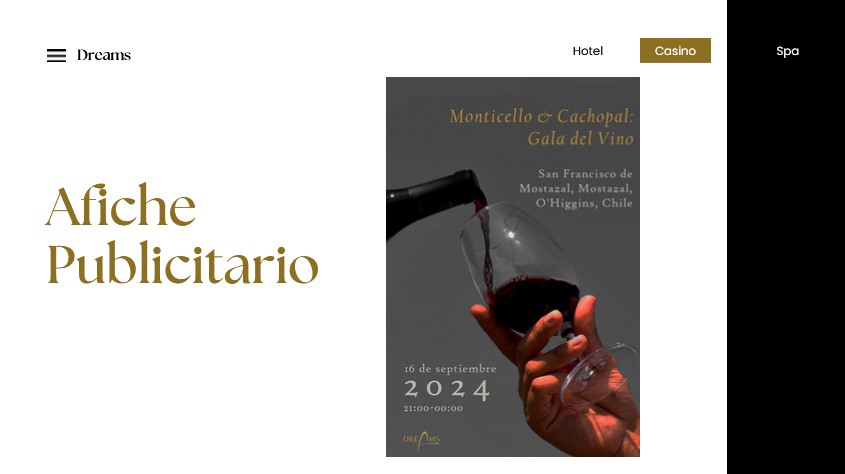 Dreams
Hotel
Casino
Spa
Afiche
Publicitario
Monticello & Cachopal:
Gala del Vino
San Francisco de
Mostazal, Mostazal,
O'Higgins, Chile
16 de septiembre
2024
21:00-00:00
DREAMS